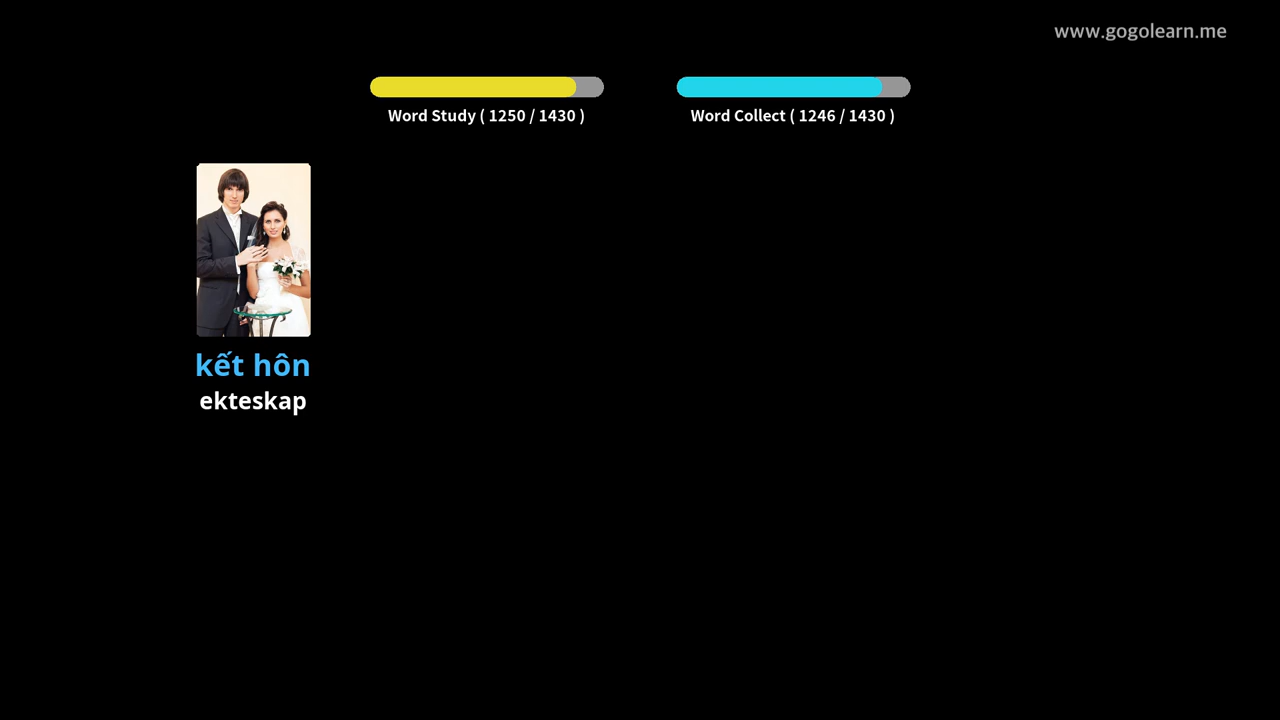 www.gogolearn.me
Word Study ( 1250 / 1430 )
Word Collect ( 1246 / 1430 )
kết hôn
ekteskap